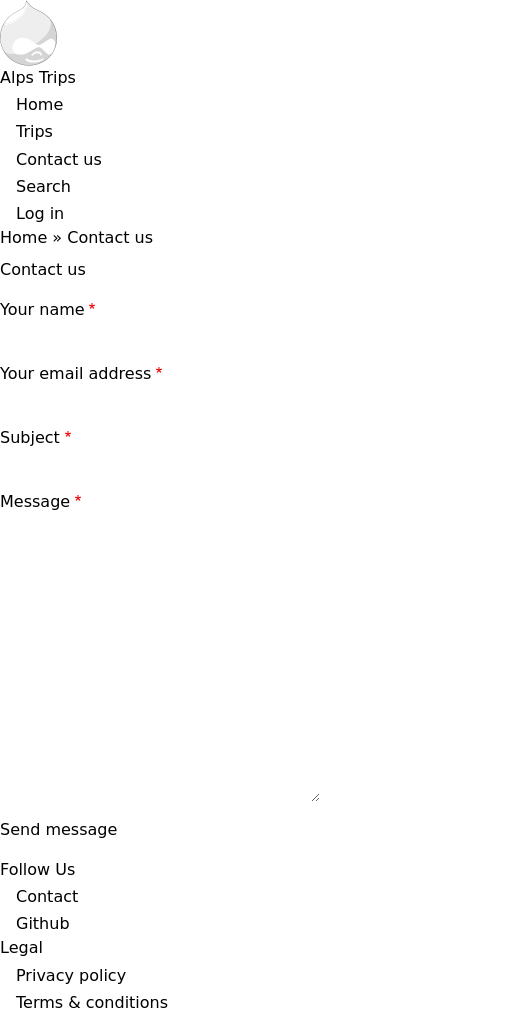 Alps Trips
Home
Trips
Contact us
Search
Log in
Home » Contact us
Contact us
Your name *
Your email address *
Subject *
Message *
Send message
Follow Us
Contact
Github
Legal
Privacy policy
Terms & conditions